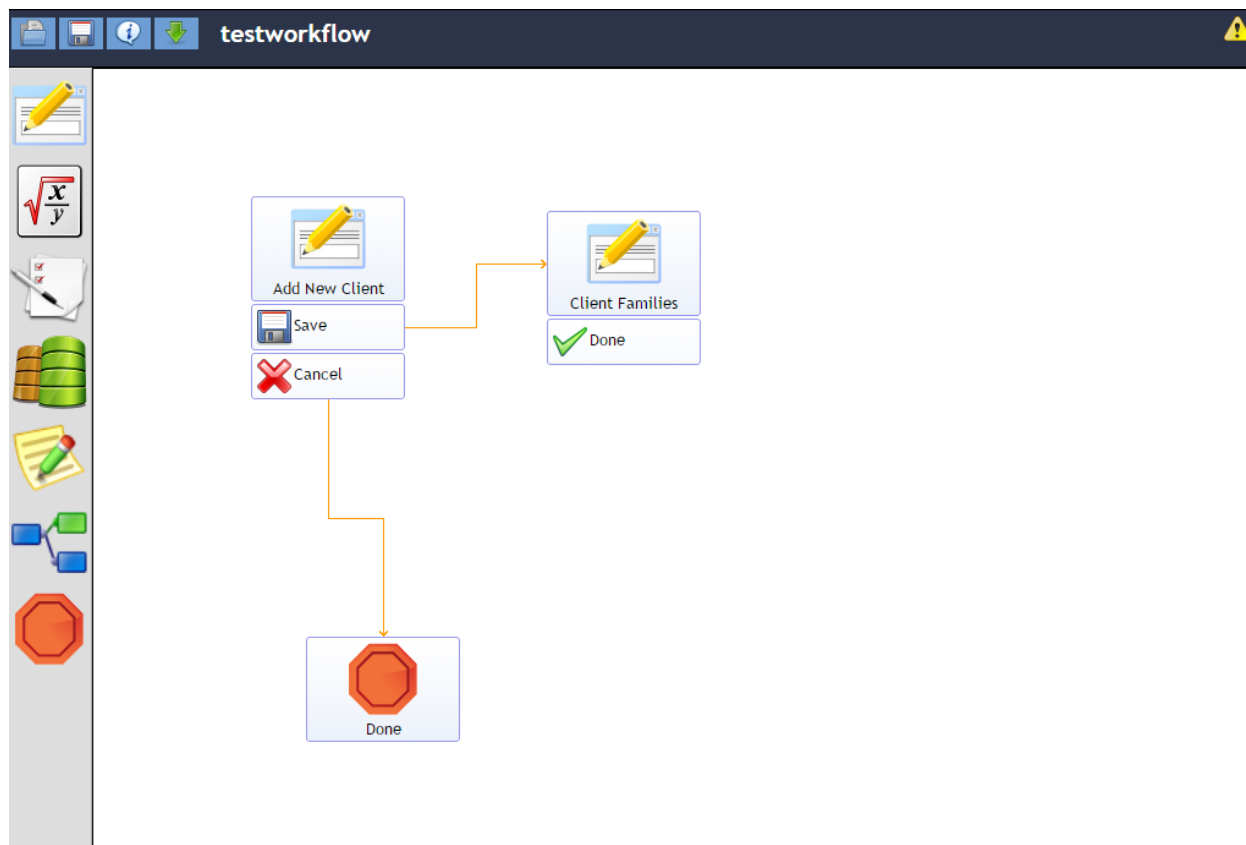 testworkflow
x
y
Add New Client
Save
Cancel
Client Families
Done
Done